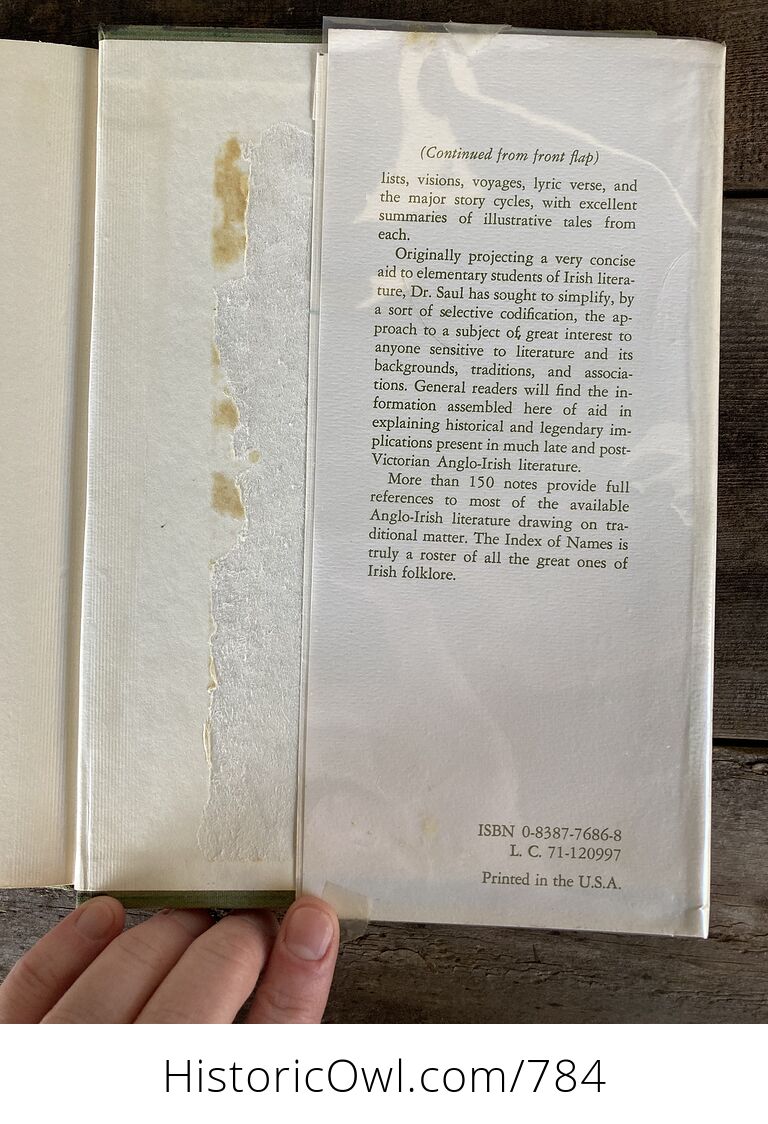 (Continued from front flap)
lists, visions, voyages, lyric verse, and
the major story cycles, with excellent
summaries of illustrative tales from
each.
Originally projecting a very concise
aid to elementary students of Irish litera-
ture, Dr. Saul has sought to simplify, by
a sort of selective codification, the ap-
proach to a subject of great interest to
anyone sensitive to literature and its
backgrounds, traditions, and associa-
tions. General readers will find the in-
formation assembled here of aid in
explaining historical and legendary im-
plications present in much late and post-
Victorian Anglo-Irish literature.
More than 150 notes provide full
references to most of the available
Anglo-Irish literature drawing on tra-
ditional matter. The Index of Names is
truly a roster of all the great ones of
Irish folklore.
ISBN 0-8387-7686-8
L. C. 71-120997
Printed in the U.S.A.
HistoricOwl.com/784